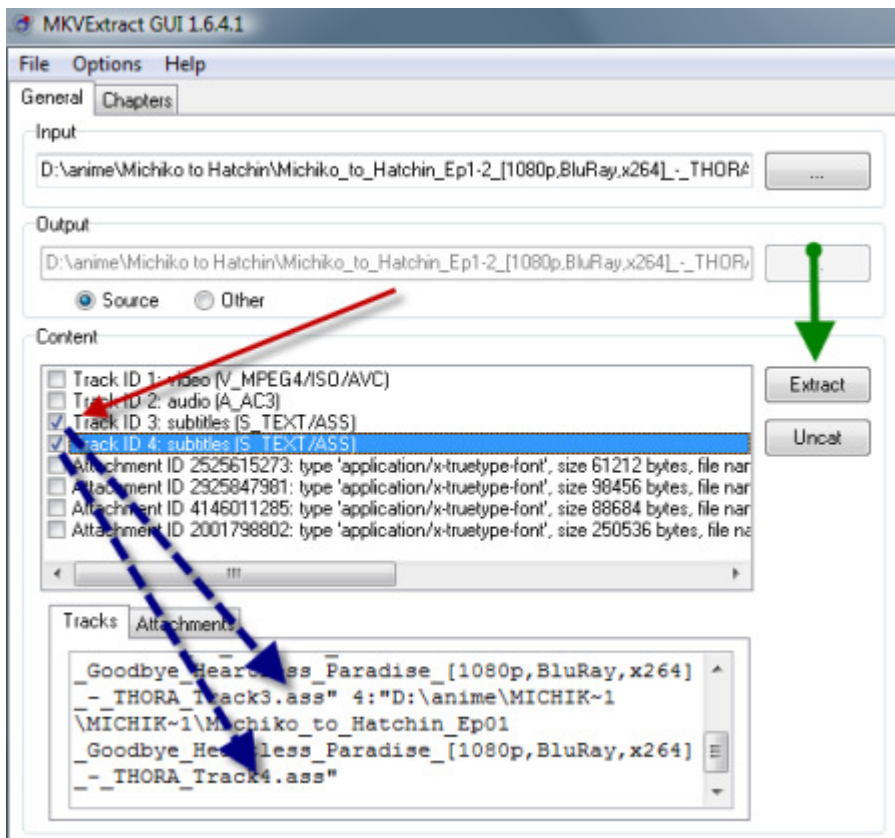 MKVExtract GUI 1.6.4.1
File Options Help
General Chapters
Input
D:\anime\Michiko to Hatchin\Michiko_to_Hatchin_Ep1-2_[1080p,BluRay,x264]_-_THORA
...
Output
D:\anime\Michiko to Hatchin\Michiko_to_Hatchin_Ep1-2_[1080p,BluRay,x264]_-_THOR
Source Other
Content
Track ID 1: video (V_MPEG4/ISO/AVC)
Track ID 2: audio (A_AC3)
Track ID 3: subtitles (S_TEXT/ASS)
Track ID 4: subtitles (S_TEXT/ASS)
Attachment ID 2525615273: type 'application/x-truetype-font', size 61212 bytes, file nar
Attachment ID 2925847981: type 'application/x-truetype-font', size 98456 bytes, file nar
Attachment ID 4146011285: type 'application/x-truetype-font', size 88684 bytes, file nar
Attachment ID 2001798802: type 'application/x-truetype-font', size 250536 bytes, file na
Extract
Uncat
Tracks Attachments
_Goodbye_Heartless_Paradise_[1080p,BluRay,x264]
_-_THORA_Track3.ass" 4:"D:\anime\MICHIK~1
\MICHIK~1\Michiko_to_Hatchin_Ep01
_Goodbye_Heartless_Paradise_[1080p,BluRay,x264]
_-_THORA_Track4.ass"